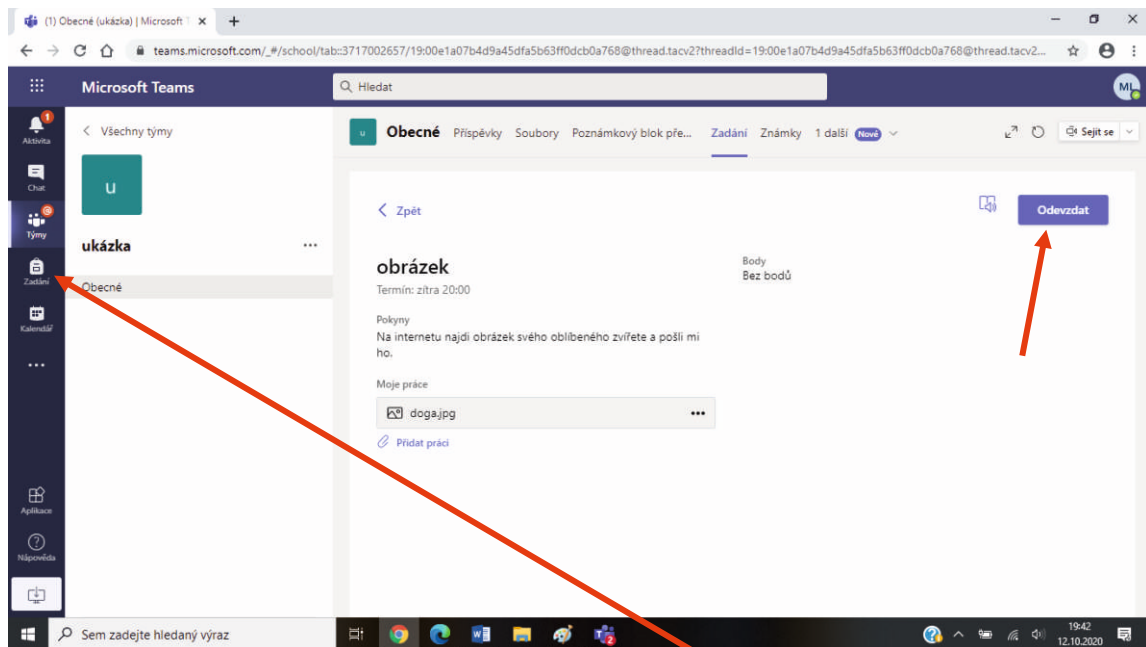 (1) Obecné (ukázka) | Microsoft T
teams.microsoft.com/_#/school/tab::3717002657/19:00e1a07b4d9a45dfa5b63ff0dcb0a768@thread.tacv2?threadId=19:00e1a07b4d9a45dfa5b63ff0dcb0a768@thread.tacv2...
Microsoft Teams
Hledat
ML
1
Aktivita
Chat
Týmy
Zadání
Kalendář
...
Aplikace
Nápověda
Všechny týmy
u
ukázka
...
Obecné
u
Obecné Příspěvky Soubory Poznámkový blok pře... Zadání Známky 1 další Nové
Sejít se
Zpět
Odevzdat
obrázek
Termín: zítra 20:00
Body
Bez bodů
Pokyny
Na internetu najdi obrázek svého oblíbeného zvířete a pošli mi
ho.
Moje práce
doga.jpg
...
Přidat práci
Sem zadejte hledaný výraz
2
19:42
12.10.2020